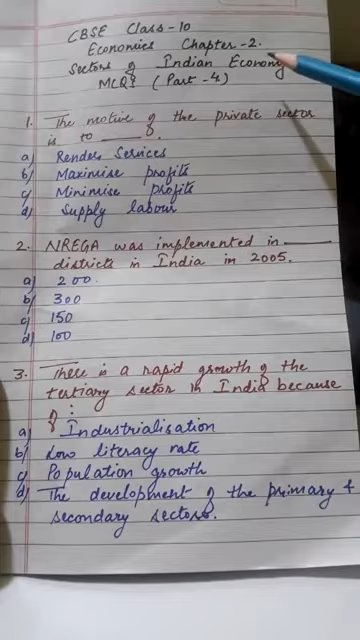 CBSE Class-10
Economics Chapter-2.
Sectors of Indian Economy
MCQs (Part-4)
1. The motive of the private sector
is to ____.
a) Render Services
b) Maximise profits
c) Minimise profits
d) Supply labour
2. NREGA was implemented in ____
districts in India in 2005.
a) 200.
b) 300
c) 150
d) 100
3. There is a rapid growth of the
tertiary sector in India because
of :
a) Industrialisation
b) Low literacy rate
c) Population growth
d) The development of the primary +
secondary sectors.